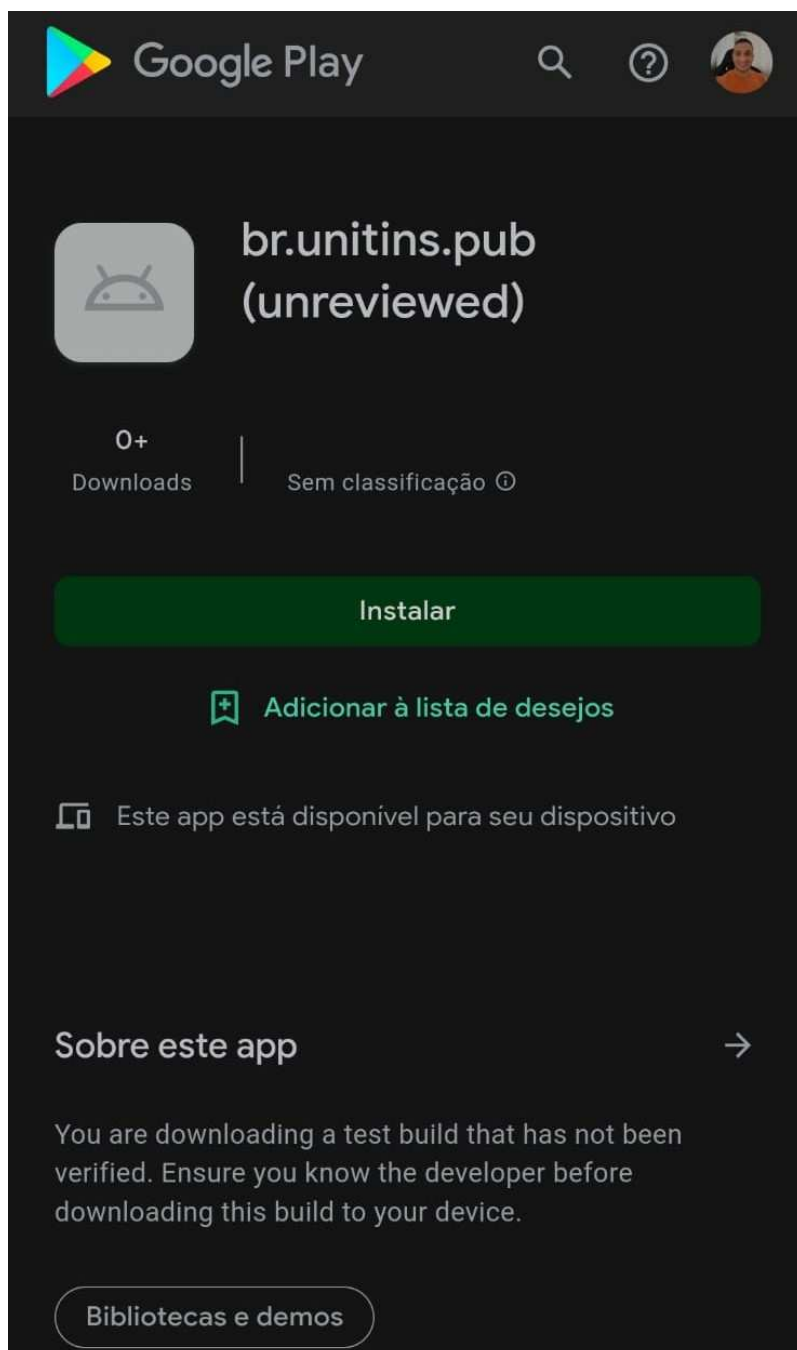 Google Play
br.unitins.pub
(unreviewed)
0+
Downloads
Sem classificação
Instalar
Adicionar à lista de desejos
Este app está disponível para seu dispositivo
Sobre este app
You are downloading a test build that has not been
verified. Ensure you know the developer before
downloading this build to your device.
Bibliotecas e demos